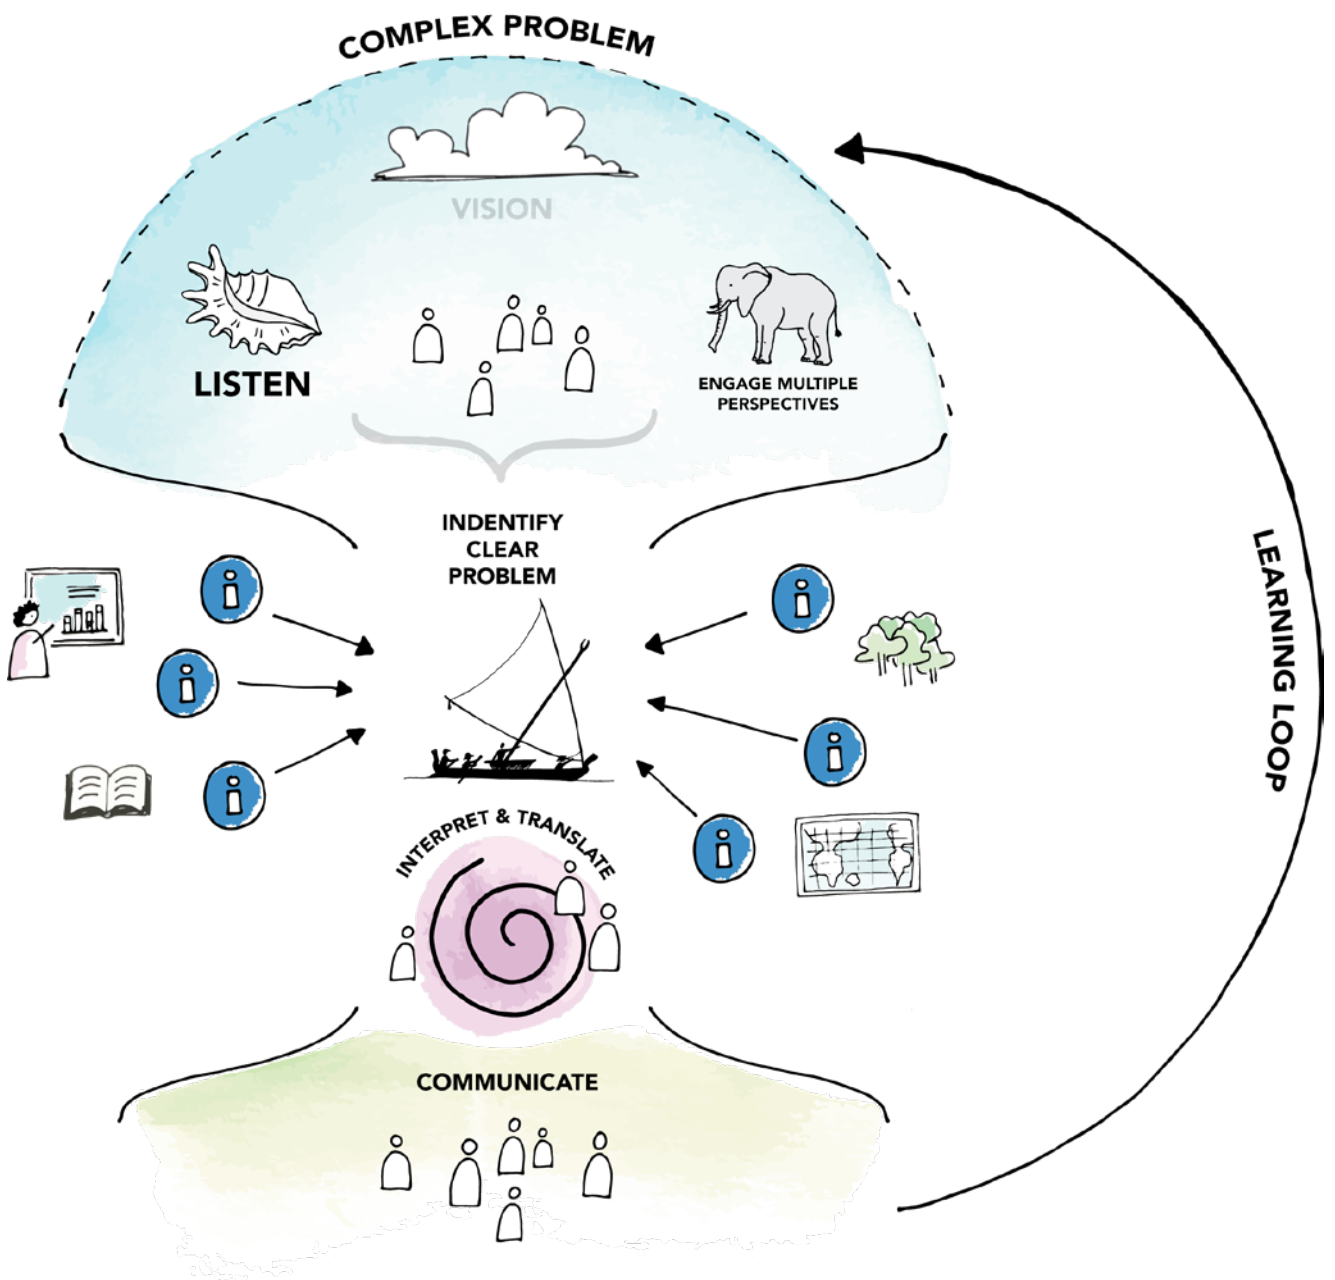 COMPLEX PROBLEM
VISION
LISTEN
ENGAGE MULTIPLE
PERSPECTIVES
INDENTIFY
CLEAR
PROBLEM
i
i
i
i
i
i
INTERPRET & TRANSLATE
COMMUNICATE
LEARNING LOOP